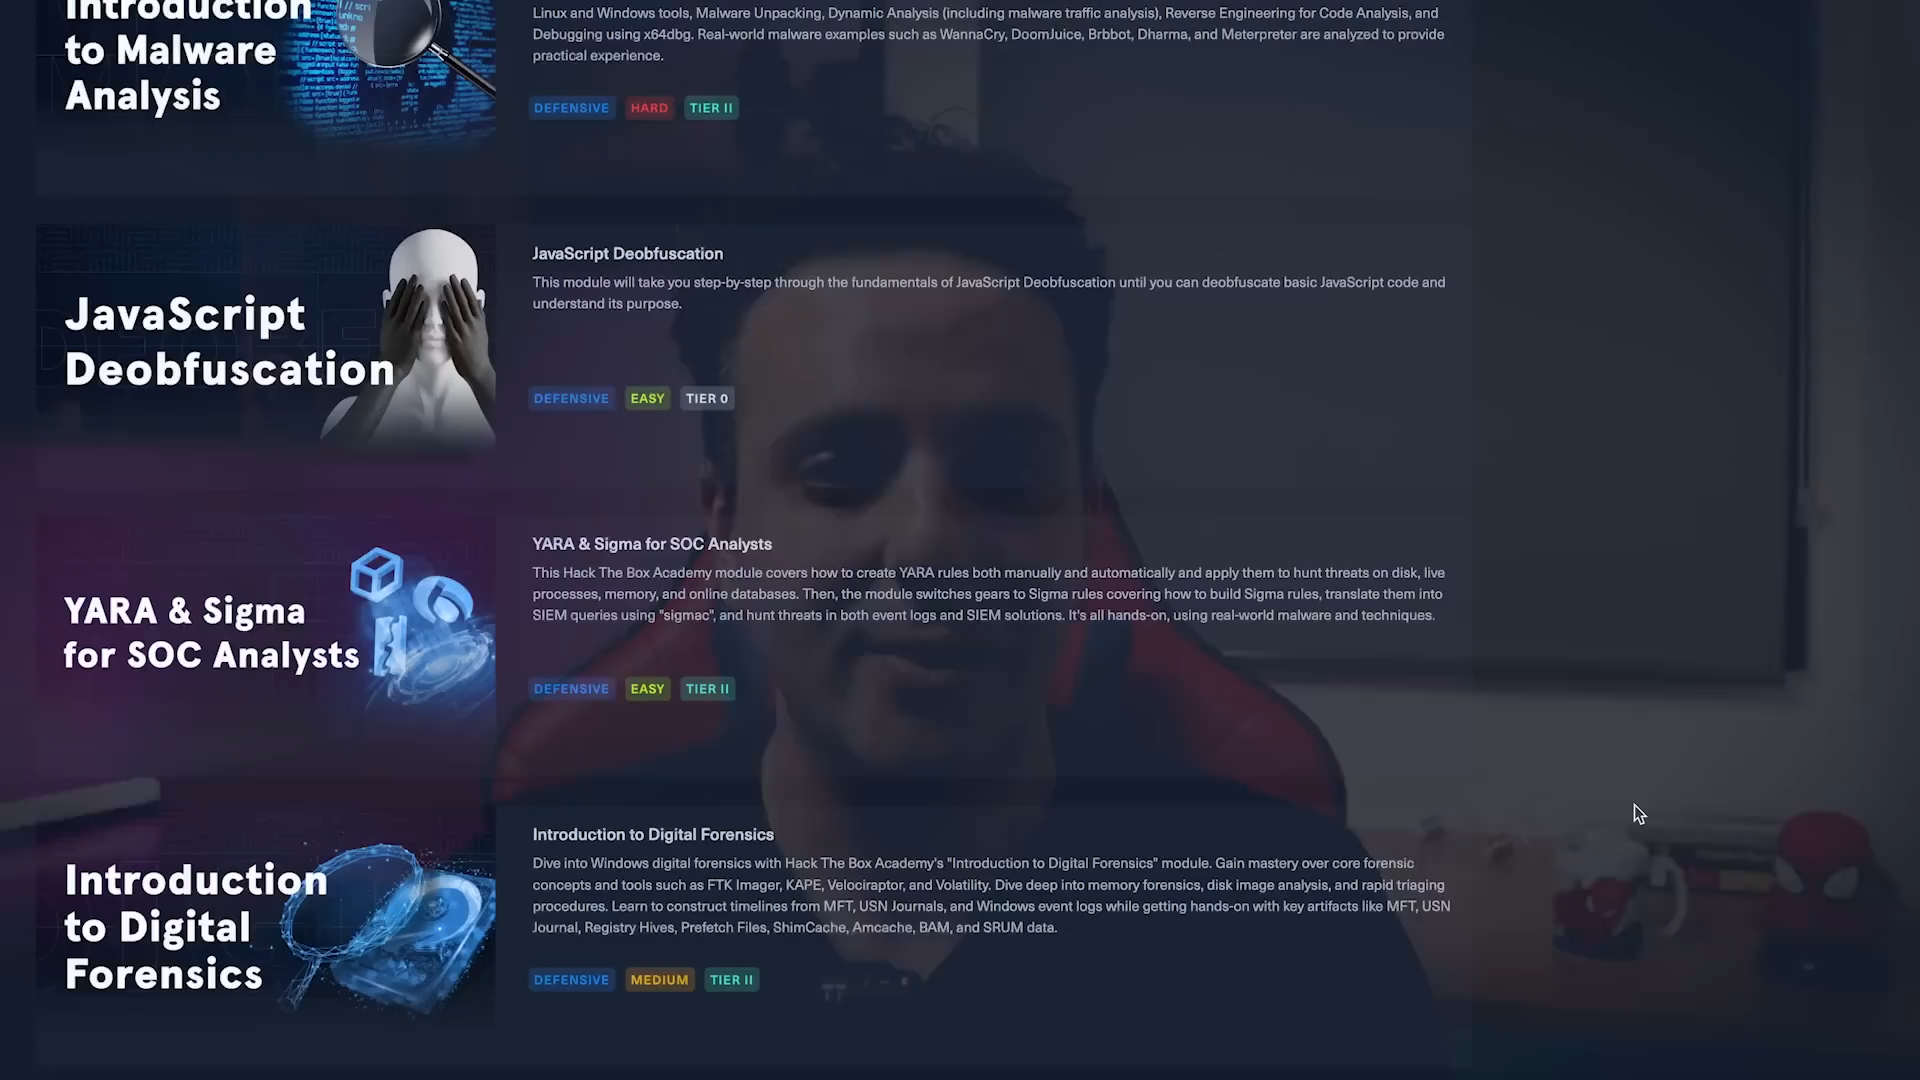 Introduction
to Malware
Analysis
Linux and Windows tools, Malware Unpacking, Dynamic Analysis (including malware traffic analysis), Reverse Engineering for Code Analysis, and
Debugging using x64dbg. Real-world malware examples such as WannaCry, DoomJuice, Brbbot, Dharma, and Meterpreter are analyzed to provide
practical experience.
DEFENSIVE HARD TIER II
JavaScript
Deobfuscation
JavaScript Deobfuscation
This module will take you step-by-step through the fundamentals of JavaScript Deobfuscation until you can deobfuscate basic JavaScript code and
understand its purpose.
DEFENSIVE EASY TIER 0
YARA & Sigma
for SOC Analysts
YARA & Sigma for SOC Analysts
This Hack The Box Academy module covers how to create YARA rules both manually and automatically and apply them to hunt threats on disk, live
processes, memory, and online databases. Then, the module switches gears to Sigma rules covering how to build Sigma rules, translate them into
SIEM queries using "sigmac", and hunt threats in both event logs and SIEM solutions. It's all hands-on, using real-world malware and techniques.
DEFENSIVE EASY TIER II
Introduction
to Digital
Forensics
Introduction to Digital Forensics
Dive into Windows digital forensics with Hack The Box Academy's "Introduction to Digital Forensics" module. Gain mastery over core forensic
concepts and tools such as FTK Imager, KAPE, Velociraptor, and Volatility. Dive deep into memory forensics, disk image analysis, and rapid triaging
procedures. Learn to construct timelines from MFT, USN Journals, and Windows event logs while getting hands-on with key artifacts like MFT, USN
Journal, Registry Hives, Prefetch Files, ShimCache, Amcache, BAM, and SRUM data.
DEFENSIVE MEDIUM TIER II